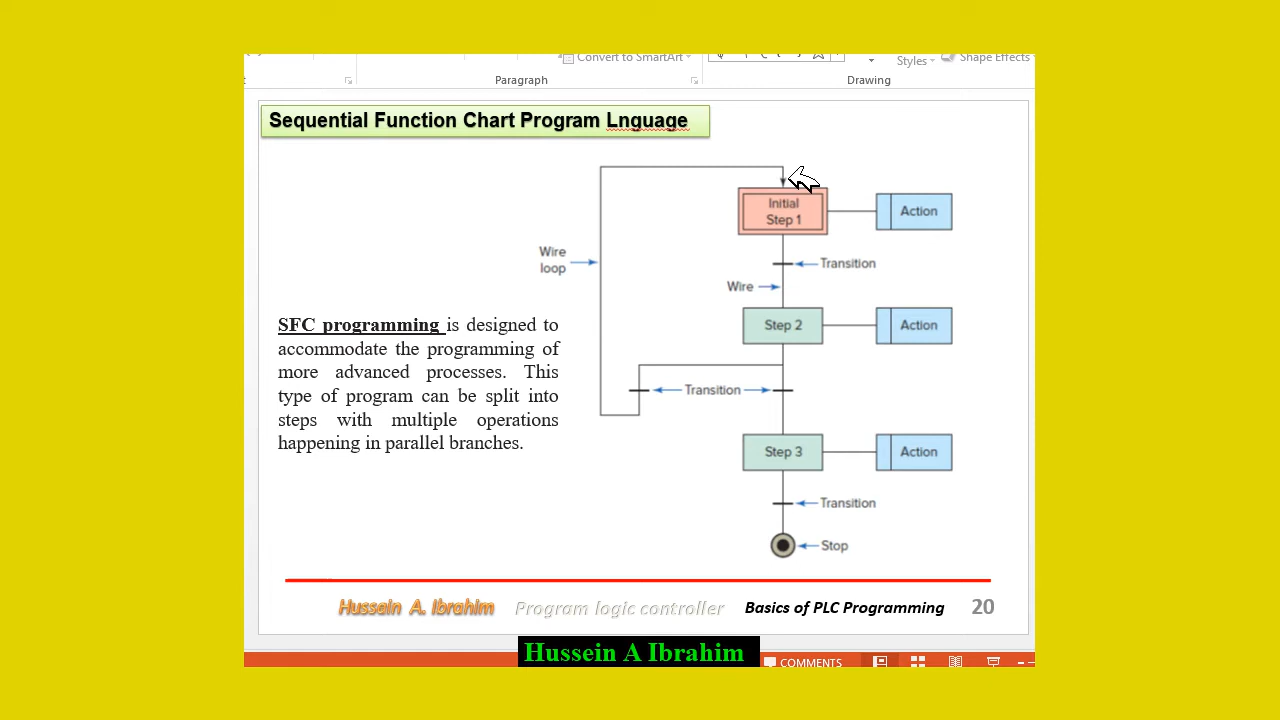 Convert to SmartArt
Styles
Shape Effects
Paragraph
Drawing
Sequential Function Chart Program Lnguage
Initial
Step 1
Action
Wire
loop
Transition
Wire
SFC programming is designed to
accommodate the programming of
more advanced processes. This
type of program can be split into
steps with multiple operations
happening in parallel branches.
Step 2
Action
Transition
Step 3
Action
Transition
Stop
Hussein A. Ibrahim
Program logic controller
Basics of PLC Programming
20
Hussein A Ibrahim
COMMENTS